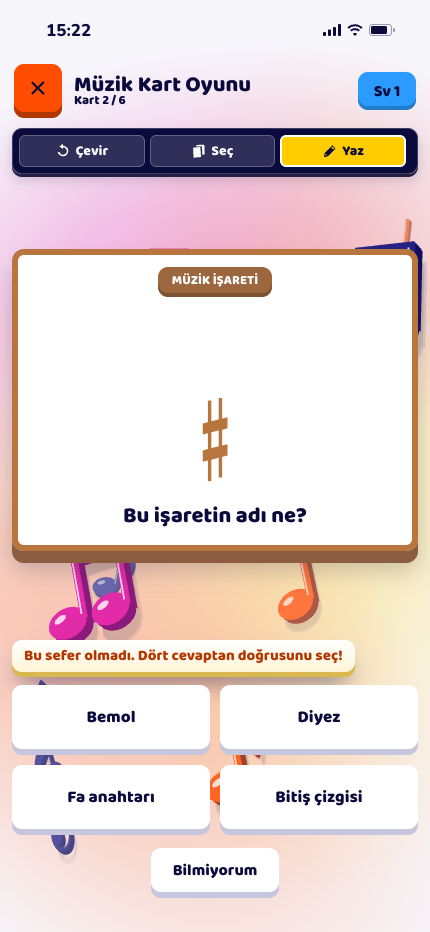 15:22
Müzik Kart Oyunu
Kart 2 / 6
Sv 1
Çevir
Seç
Yaz
MÜZİK İŞARETİ
♯
Bu işaretin adı ne?
Bu sefer olmadı. Dört cevaptan doğrusunu seç!
Bemol
Diyez
Fa anahtarı
Bitiş çizgisi
Bilmiyorum